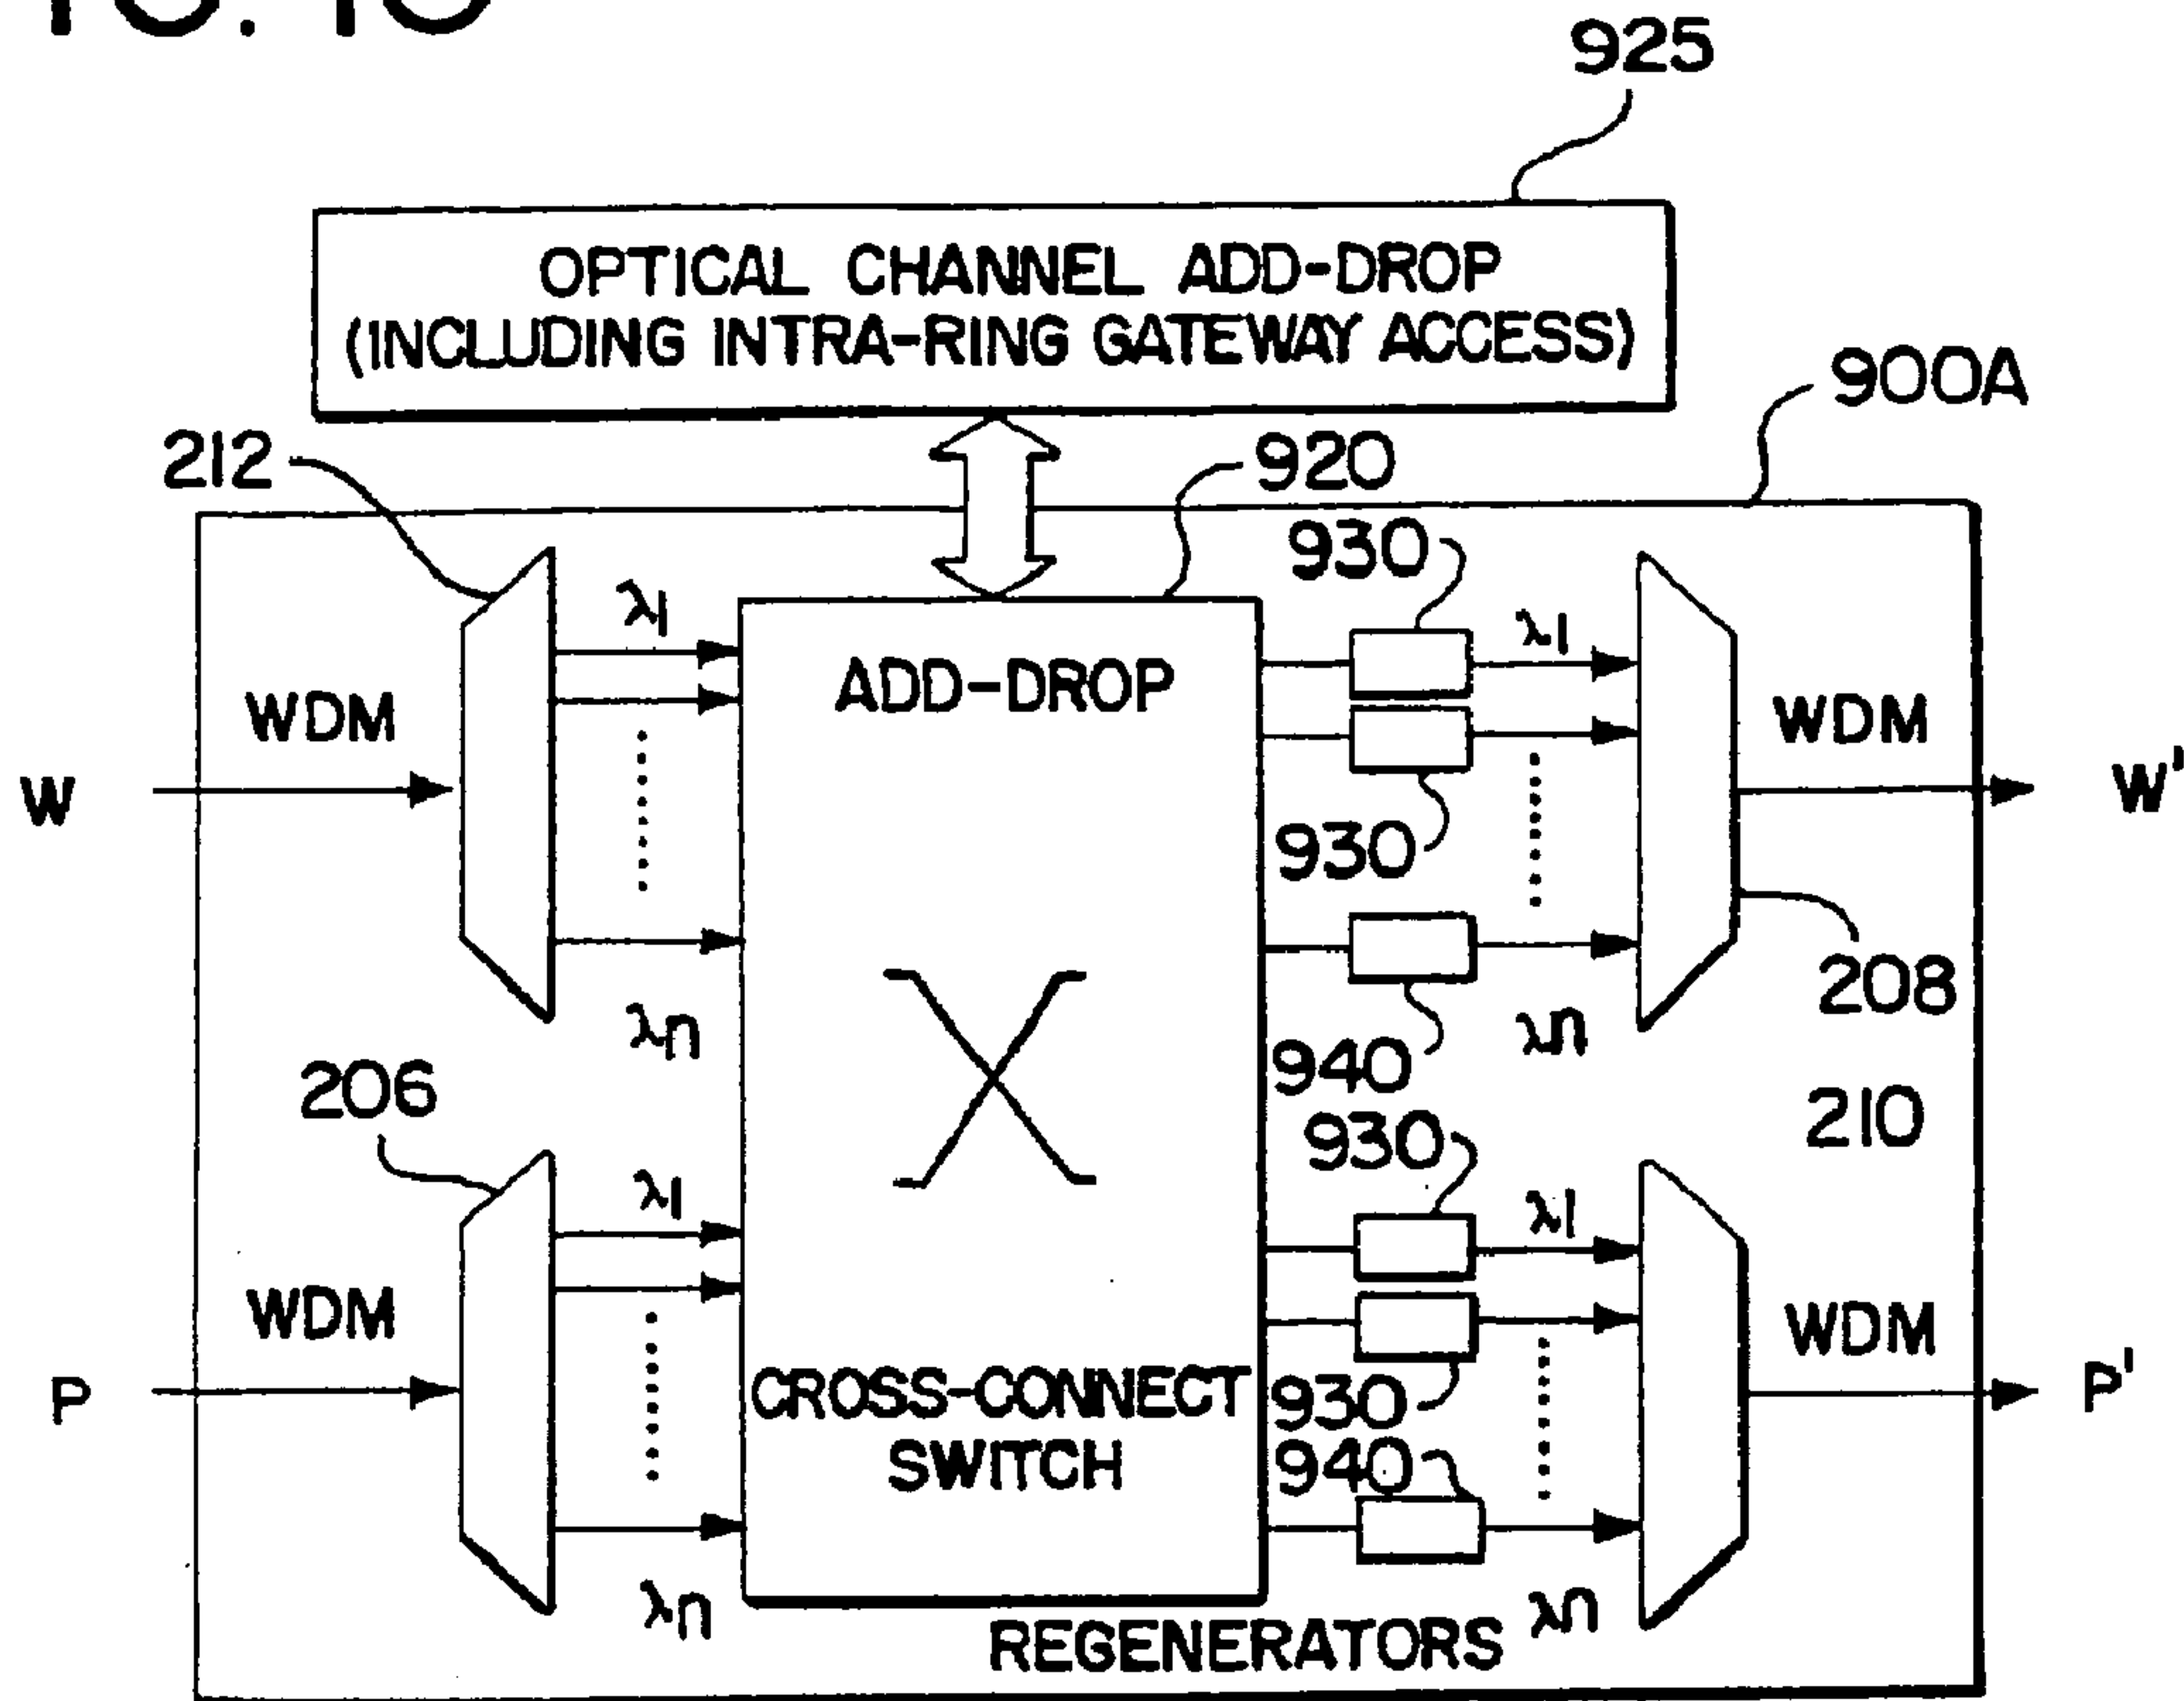 925
OPTICAL CHANNEL ADD-DROP
(INCLUDING INTRA-RING GATEWAY ACCESS)
900A
212
920
930
λ1
λ1
ADD-DROP
WDM
WDM
W
W'
930
208
λn
940
λn
206
210
930
λ1
λ1
WDM
WDM
P
P'
CROSS-CONNECT
SWITCH
930
940
λn
λn
REGENERATORS